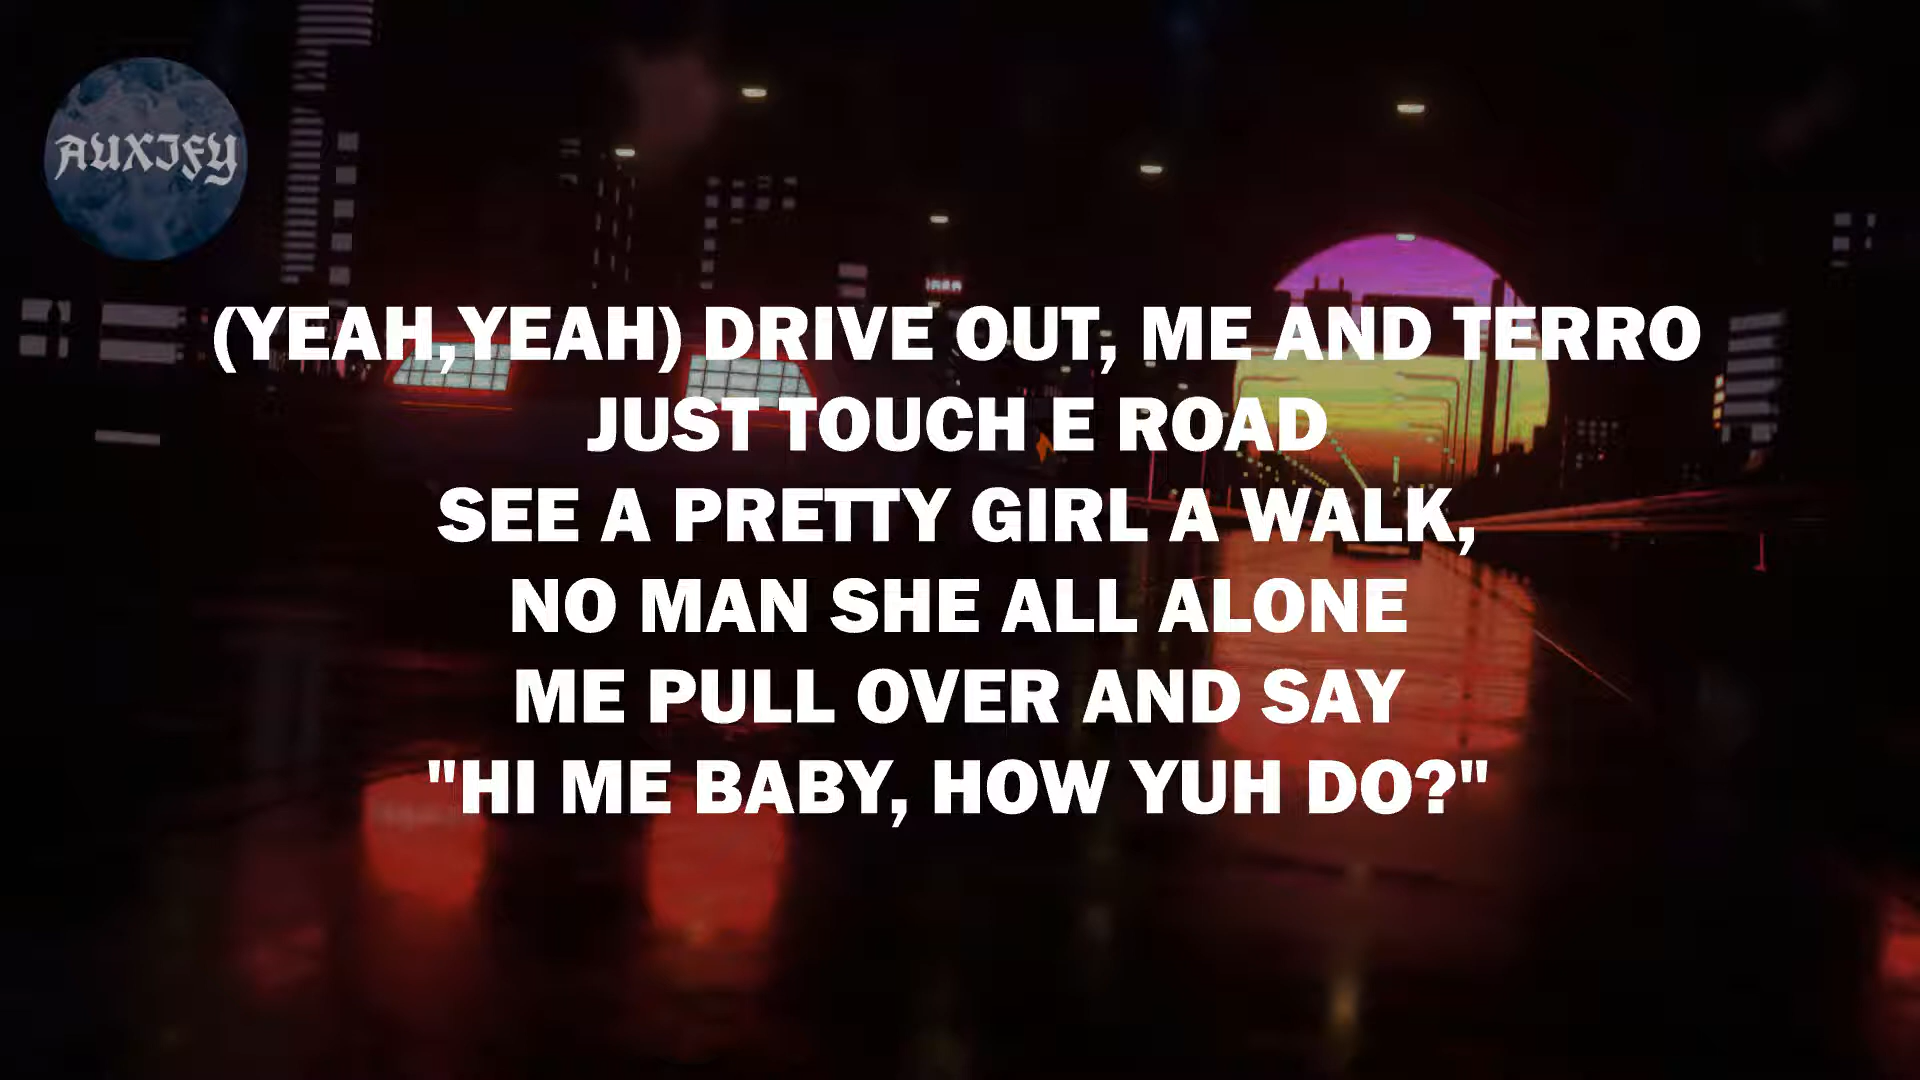 AUXIFY
(YEAH,YEAH) DRIVE OUT, ME AND TERRO
JUST TOUCH E ROAD
SEE A PRETTY GIRL A WALK,
NO MAN SHE ALL ALONE
ME PULL OVER AND SAY
"HI ME BABY, HOW YUH DO?"